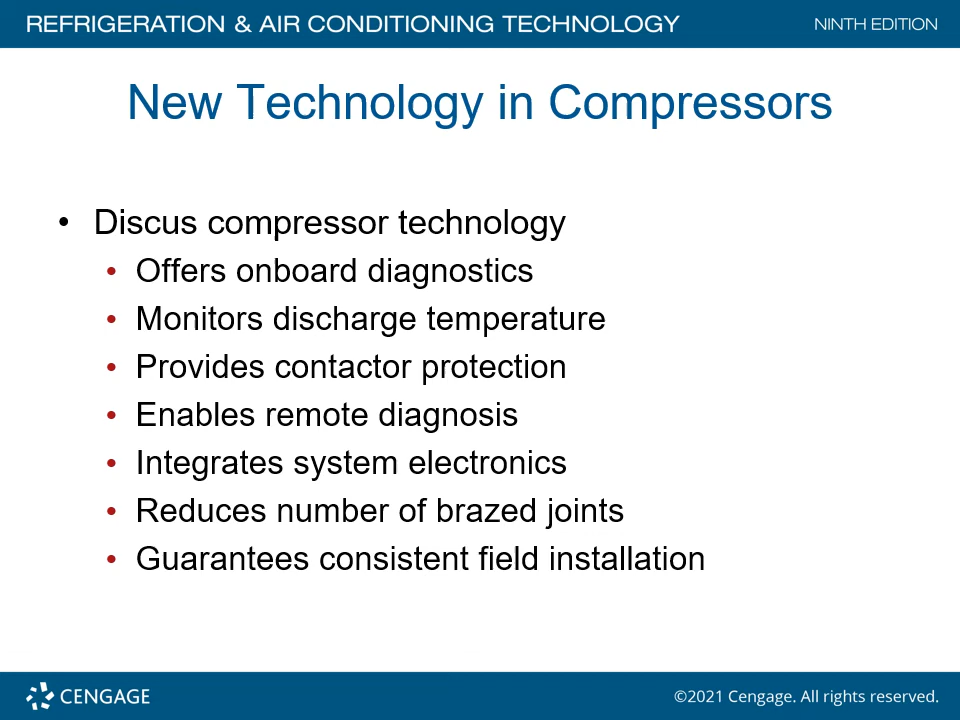 REFRIGERATION & AIR CONDITIONING TECHNOLOGY NINTH EDITION
New Technology in Compressors
• Discus compressor technology
• Offers onboard diagnostics
• Monitors discharge temperature
• Provides contactor protection
• Enables remote diagnosis
• Integrates system electronics
• Reduces number of brazed joints
• Guarantees consistent field installation
CENGAGE ©2021 Cengage. All rights reserved.